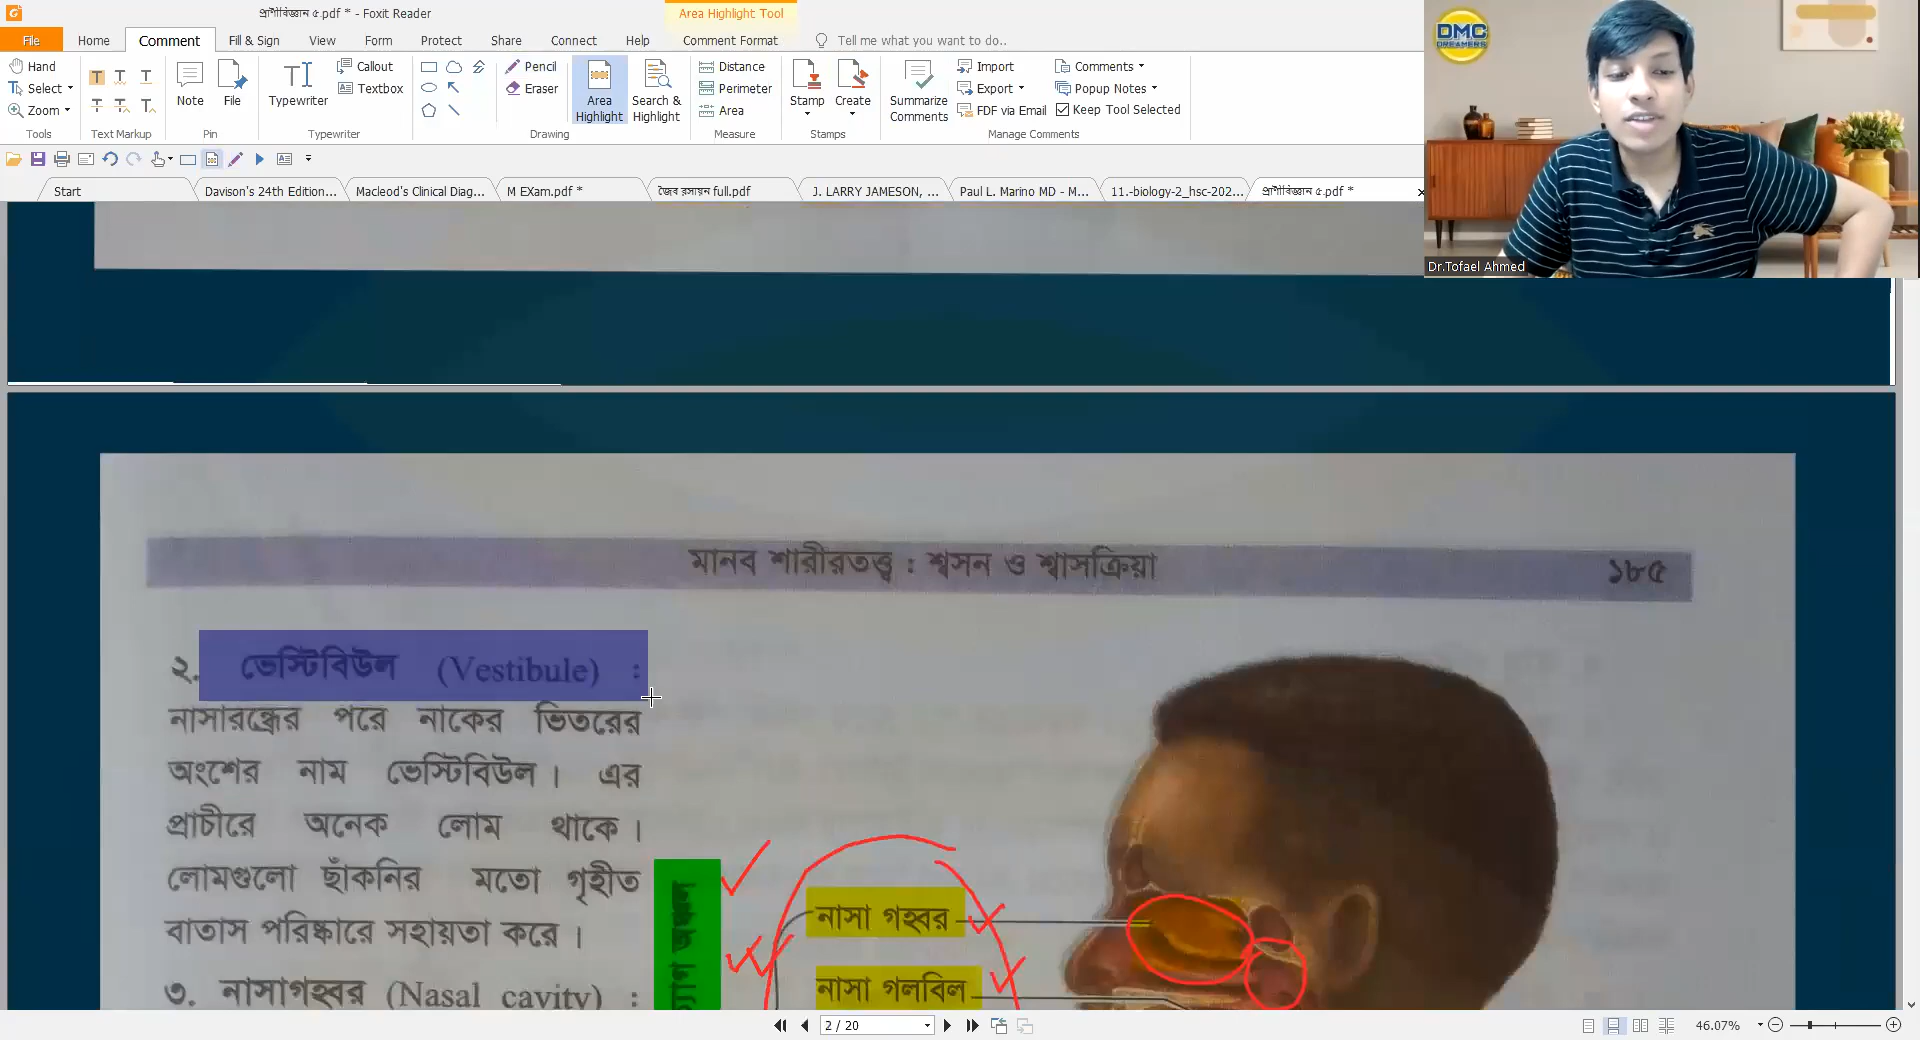 প্রাণীবিজ্ঞান ৫.pdf * - Foxit Reader
Area Highlight Tool
File Home Comment Fill & Sign View Form Protect Share Connect Help Comment Format Tell me what you want to do..
Hand
Select
Zoom
Tools
Text Markup
Note
File
Pin
Typewriter
Callout
Textbox
Typewriter
Pencil
Eraser
Area Highlight
Search & Highlight
Drawing
Distance
Perimeter
Area
Measure
Stamp
Create
Stamps
Summarize Comments
Import
Export
FDF via Email
Comments
Popup Notes
Keep Tool Selected
Manage Comments
DMC
DREAMERS
Dr.Tofael Ahmed
Start Davison's 24th Edition... Macleod's Clinical Diag... M EXam.pdf * জৈব রসায়ন full.pdf J. LARRY JAMESON, ... Paul L. Marino MD - M... 11.-biology-2_hsc-202... প্রাণীবিজ্ঞান ৫.pdf *
মানব শারীরতত্ত্ব : শ্বসন ও শ্বাসক্রিয়া ১৮৫
২. ভেস্টিবিউল (Vestibule) :
নাসারন্ধ্রের পরে নাকের ভিতরের
অংশের নাম ভেস্টিবিউল। এর
প্রাচীরে অনেক লোম থাকে।
লোমগুলো ছাঁকনির মতো গৃহীত
বাতাস পরিষ্কারে সহায়তা করে।
৩. নাসাগহ্বর (Nasal cavity) :
নাসা গহ্বর
নাসা গলবিল
2 / 20
46.07%